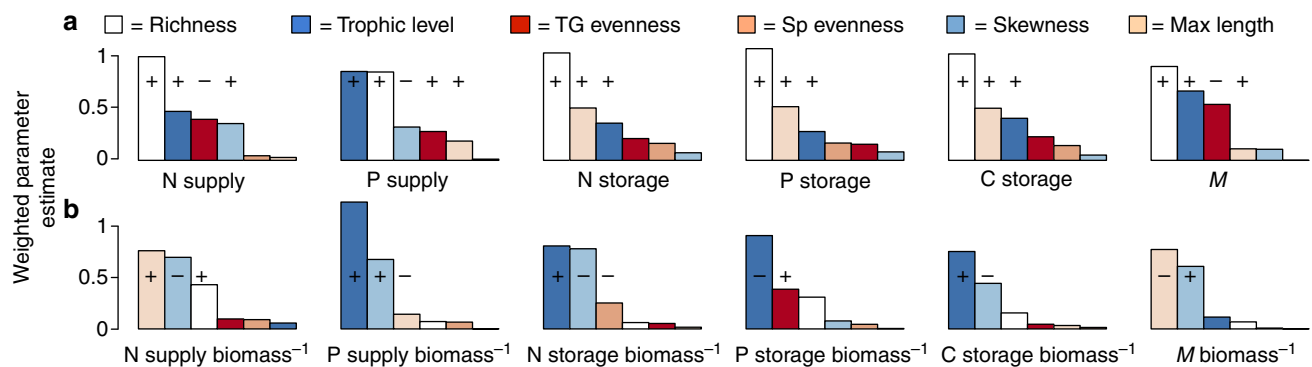 a = Richness = Trophic level = TG evenness = Sp evenness = Skewness = Max length
Weighted parameter
estimate
1
0.5
0
+ + − +
+ + − + +
+ + +
+ + +
+ + +
+ + − +
N supply P supply N storage P storage C storage M
b
1
0.5
0
+ − +
+ + −
+ − −
− +
+ −
− +
N supply biomass⁻¹ P supply biomass⁻¹ N storage biomass⁻¹ P storage biomass⁻¹ C storage biomass⁻¹ M biomass⁻¹